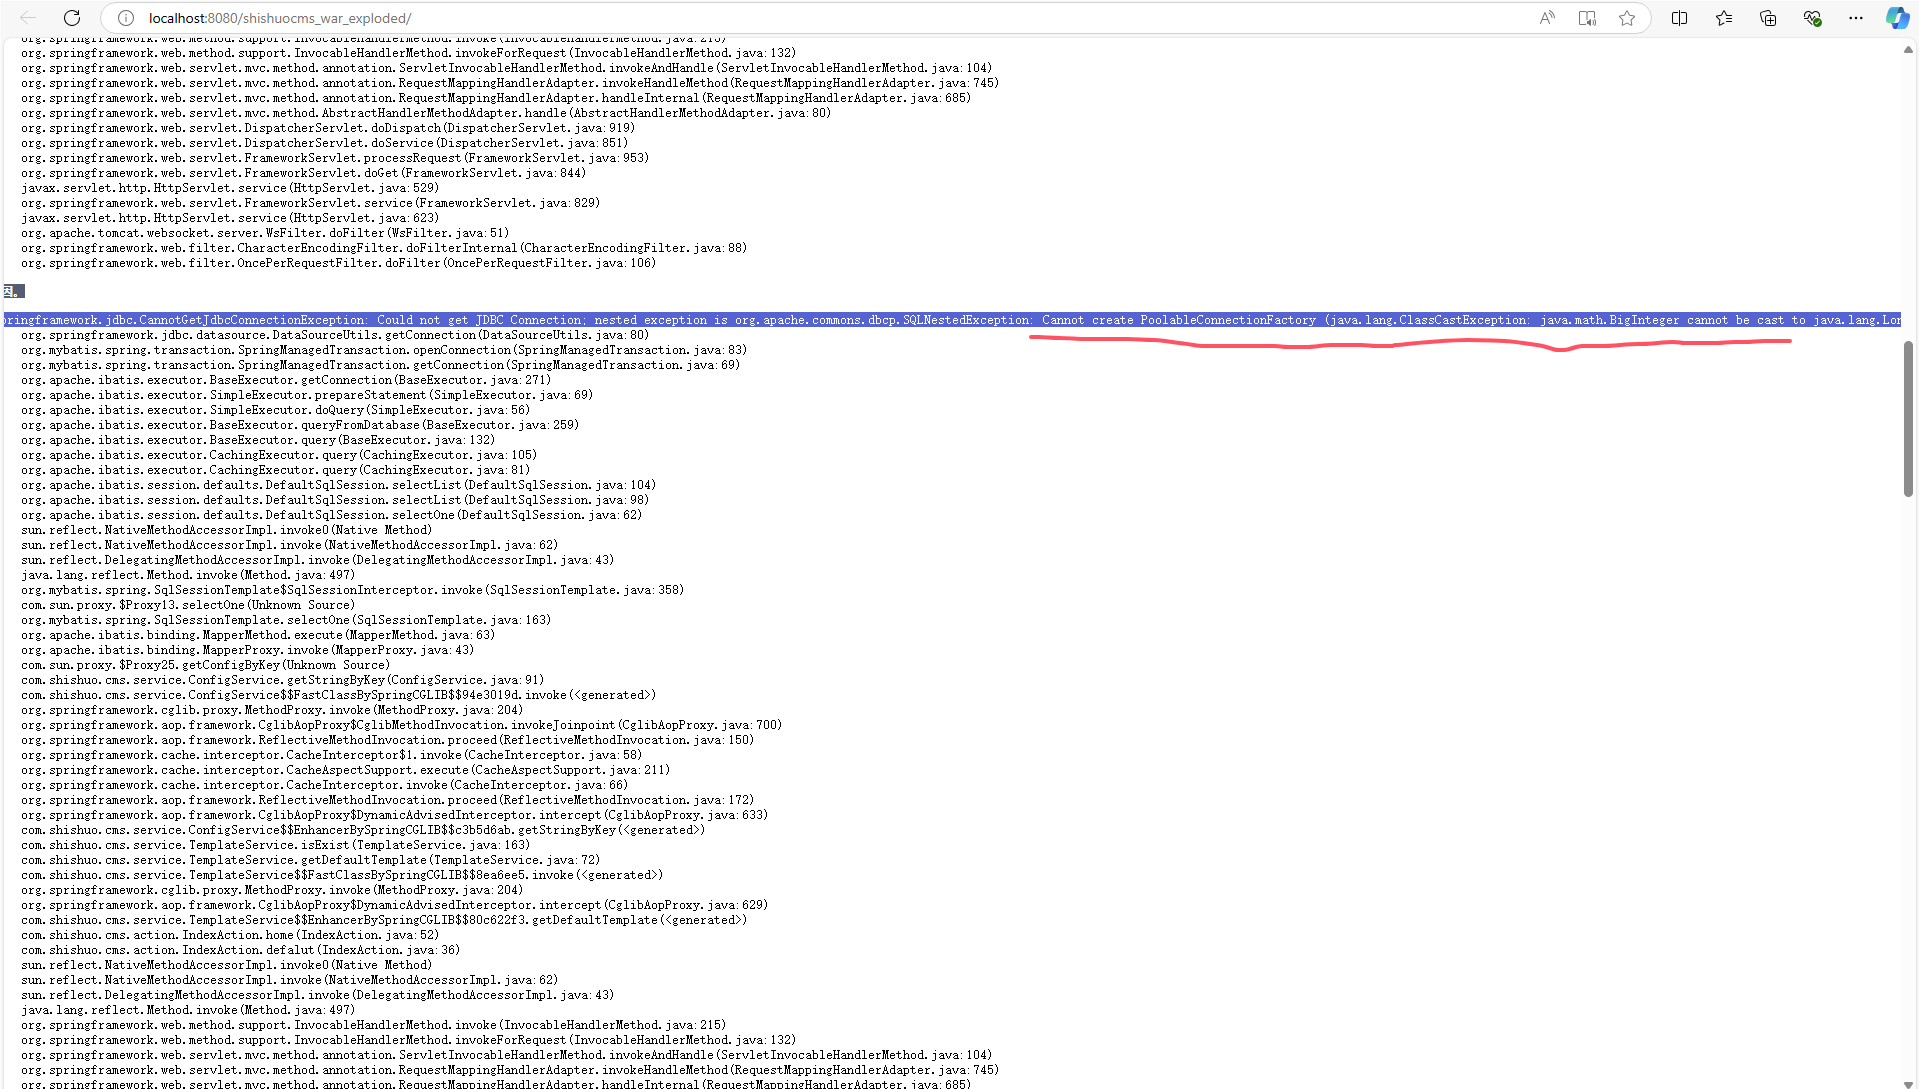 localhost:8080/shishuocms_war_exploded/
org.springframework.web.method.support.InvocableHandlerMethod.invoke(InvocableHandlerMethod.java:215)
org.springframework.web.method.support.InvocableHandlerMethod.invokeForRequest(InvocableHandlerMethod.java:132)
org.springframework.web.servlet.mvc.method.annotation.ServletInvocableHandlerMethod.invokeAndHandle(ServletInvocableHandlerMethod.java:104)
org.springframework.web.servlet.mvc.method.annotation.RequestMappingHandlerAdapter.invokeHandleMethod(RequestMappingHandlerAdapter.java:745)
org.springframework.web.servlet.mvc.method.annotation.RequestMappingHandlerAdapter.handleInternal(RequestMappingHandlerAdapter.java:685)
org.springframework.web.servlet.mvc.method.AbstractHandlerMethodAdapter.handle(AbstractHandlerMethodAdapter.java:80)
org.springframework.web.servlet.DispatcherServlet.doDispatch(DispatcherServlet.java:919)
org.springframework.web.servlet.DispatcherServlet.doService(DispatcherServlet.java:851)
org.springframework.web.servlet.FrameworkServlet.processRequest(FrameworkServlet.java:953)
org.springframework.web.servlet.FrameworkServlet.doGet(FrameworkServlet.java:844)
javax.servlet.http.HttpServlet.service(HttpServlet.java:529)
org.springframework.web.servlet.FrameworkServlet.service(FrameworkServlet.java:829)
javax.servlet.http.HttpServlet.service(HttpServlet.java:623)
org.apache.tomcat.websocket.server.WsFilter.doFilter(WsFilter.java:51)
org.springframework.web.filter.CharacterEncodingFilter.doFilterInternal(CharacterEncodingFilter.java:88)
org.springframework.web.filter.OncePerRequestFilter.doFilter(OncePerRequestFilter.java:106)
因。
pringframework.jdbc.CannotGetJdbcConnectionException: Could not get JDBC Connection; nested exception is org.apache.commons.dbcp.SQLNestedException: Cannot create PoolableConnectionFactory (java.lang.ClassCastException: java.math.BigInteger cannot be cast to java.lang.Lon
org.springframework.jdbc.datasource.DataSourceUtils.getConnection(DataSourceUtils.java:80)
org.mybatis.spring.transaction.SpringManagedTransaction.openConnection(SpringManagedTransaction.java:83)
org.mybatis.spring.transaction.SpringManagedTransaction.getConnection(SpringManagedTransaction.java:69)
org.apache.ibatis.executor.BaseExecutor.getConnection(BaseExecutor.java:271)
org.apache.ibatis.executor.SimpleExecutor.prepareStatement(SimpleExecutor.java:69)
org.apache.ibatis.executor.SimpleExecutor.doQuery(SimpleExecutor.java:56)
org.apache.ibatis.executor.BaseExecutor.queryFromDatabase(BaseExecutor.java:259)
org.apache.ibatis.executor.BaseExecutor.query(BaseExecutor.java:132)
org.apache.ibatis.executor.CachingExecutor.query(CachingExecutor.java:105)
org.apache.ibatis.executor.CachingExecutor.query(CachingExecutor.java:81)
org.apache.ibatis.session.defaults.DefaultSqlSession.selectList(DefaultSqlSession.java:104)
org.apache.ibatis.session.defaults.DefaultSqlSession.selectList(DefaultSqlSession.java:98)
org.apache.ibatis.session.defaults.DefaultSqlSession.selectOne(DefaultSqlSession.java:62)
sun.reflect.NativeMethodAccessorImpl.invoke0(Native Method)
sun.reflect.NativeMethodAccessorImpl.invoke(NativeMethodAccessorImpl.java:62)
sun.reflect.DelegatingMethodAccessorImpl.invoke(DelegatingMethodAccessorImpl.java:43)
java.lang.reflect.Method.invoke(Method.java:497)
org.mybatis.spring.SqlSessionTemplate$SqlSessionInterceptor.invoke(SqlSessionTemplate.java:358)
com.sun.proxy.$Proxy13.selectOne(Unknown Source)
org.mybatis.spring.SqlSessionTemplate.selectOne(SqlSessionTemplate.java:163)
org.apache.ibatis.binding.MapperMethod.execute(MapperMethod.java:63)
org.apache.ibatis.binding.MapperProxy.invoke(MapperProxy.java:43)
com.sun.proxy.$Proxy25.getConfigByKey(Unknown Source)
com.shishuo.cms.service.ConfigService.getStringByKey(ConfigService.java:91)
com.shishuo.cms.service.ConfigService$$FastClassBySpringCGLIB$$94e3019d.invoke(<generated>)
org.springframework.cglib.proxy.MethodProxy.invoke(MethodProxy.java:204)
org.springframework.aop.framework.CglibAopProxy$CglibMethodInvocation.invokeJoinpoint(CglibAopProxy.java:700)
org.springframework.aop.framework.ReflectiveMethodInvocation.proceed(ReflectiveMethodInvocation.java:150)
org.springframework.cache.interceptor.CacheInterceptor$1.invoke(CacheInterceptor.java:58)
org.springframework.cache.interceptor.CacheAspectSupport.execute(CacheAspectSupport.java:211)
org.springframework.cache.interceptor.CacheInterceptor.invoke(CacheInterceptor.java:66)
org.springframework.aop.framework.ReflectiveMethodInvocation.proceed(ReflectiveMethodInvocation.java:172)
org.springframework.aop.framework.CglibAopProxy$DynamicAdvisedInterceptor.intercept(CglibAopProxy.java:633)
com.shishuo.cms.service.ConfigService$$EnhancerBySpringCGLIB$$c3b5d6ab.getStringByKey(<generated>)
com.shishuo.cms.service.TemplateService.isExist(TemplateService.java:163)
com.shishuo.cms.service.TemplateService.getDefaultTemplate(TemplateService.java:72)
com.shishuo.cms.service.TemplateService$$FastClassBySpringCGLIB$$8ea6ee5.invoke(<generated>)
org.springframework.cglib.proxy.MethodProxy.invoke(MethodProxy.java:204)
org.springframework.aop.framework.CglibAopProxy$DynamicAdvisedInterceptor.intercept(CglibAopProxy.java:629)
com.shishuo.cms.service.TemplateService$$EnhancerBySpringCGLIB$$80c622f3.getDefaultTemplate(<generated>)
com.shishuo.cms.action.IndexAction.home(IndexAction.java:52)
com.shishuo.cms.action.IndexAction.defalut(IndexAction.java:36)
sun.reflect.NativeMethodAccessorImpl.invoke0(Native Method)
sun.reflect.NativeMethodAccessorImpl.invoke(NativeMethodAccessorImpl.java:62)
sun.reflect.DelegatingMethodAccessorImpl.invoke(DelegatingMethodAccessorImpl.java:43)
java.lang.reflect.Method.invoke(Method.java:497)
org.springframework.web.method.support.InvocableHandlerMethod.invoke(InvocableHandlerMethod.java:215)
org.springframework.web.method.support.InvocableHandlerMethod.invokeForRequest(InvocableHandlerMethod.java:132)
org.springframework.web.servlet.mvc.method.annotation.ServletInvocableHandlerMethod.invokeAndHandle(ServletInvocableHandlerMethod.java:104)
org.springframework.web.servlet.mvc.method.annotation.RequestMappingHandlerAdapter.invokeHandleMethod(RequestMappingHandlerAdapter.java:745)
org.springframework.web.servlet.mvc.method.annotation.RequestMappingHandlerAdapter.handleInternal(RequestMappingHandlerAdapter.java:685)